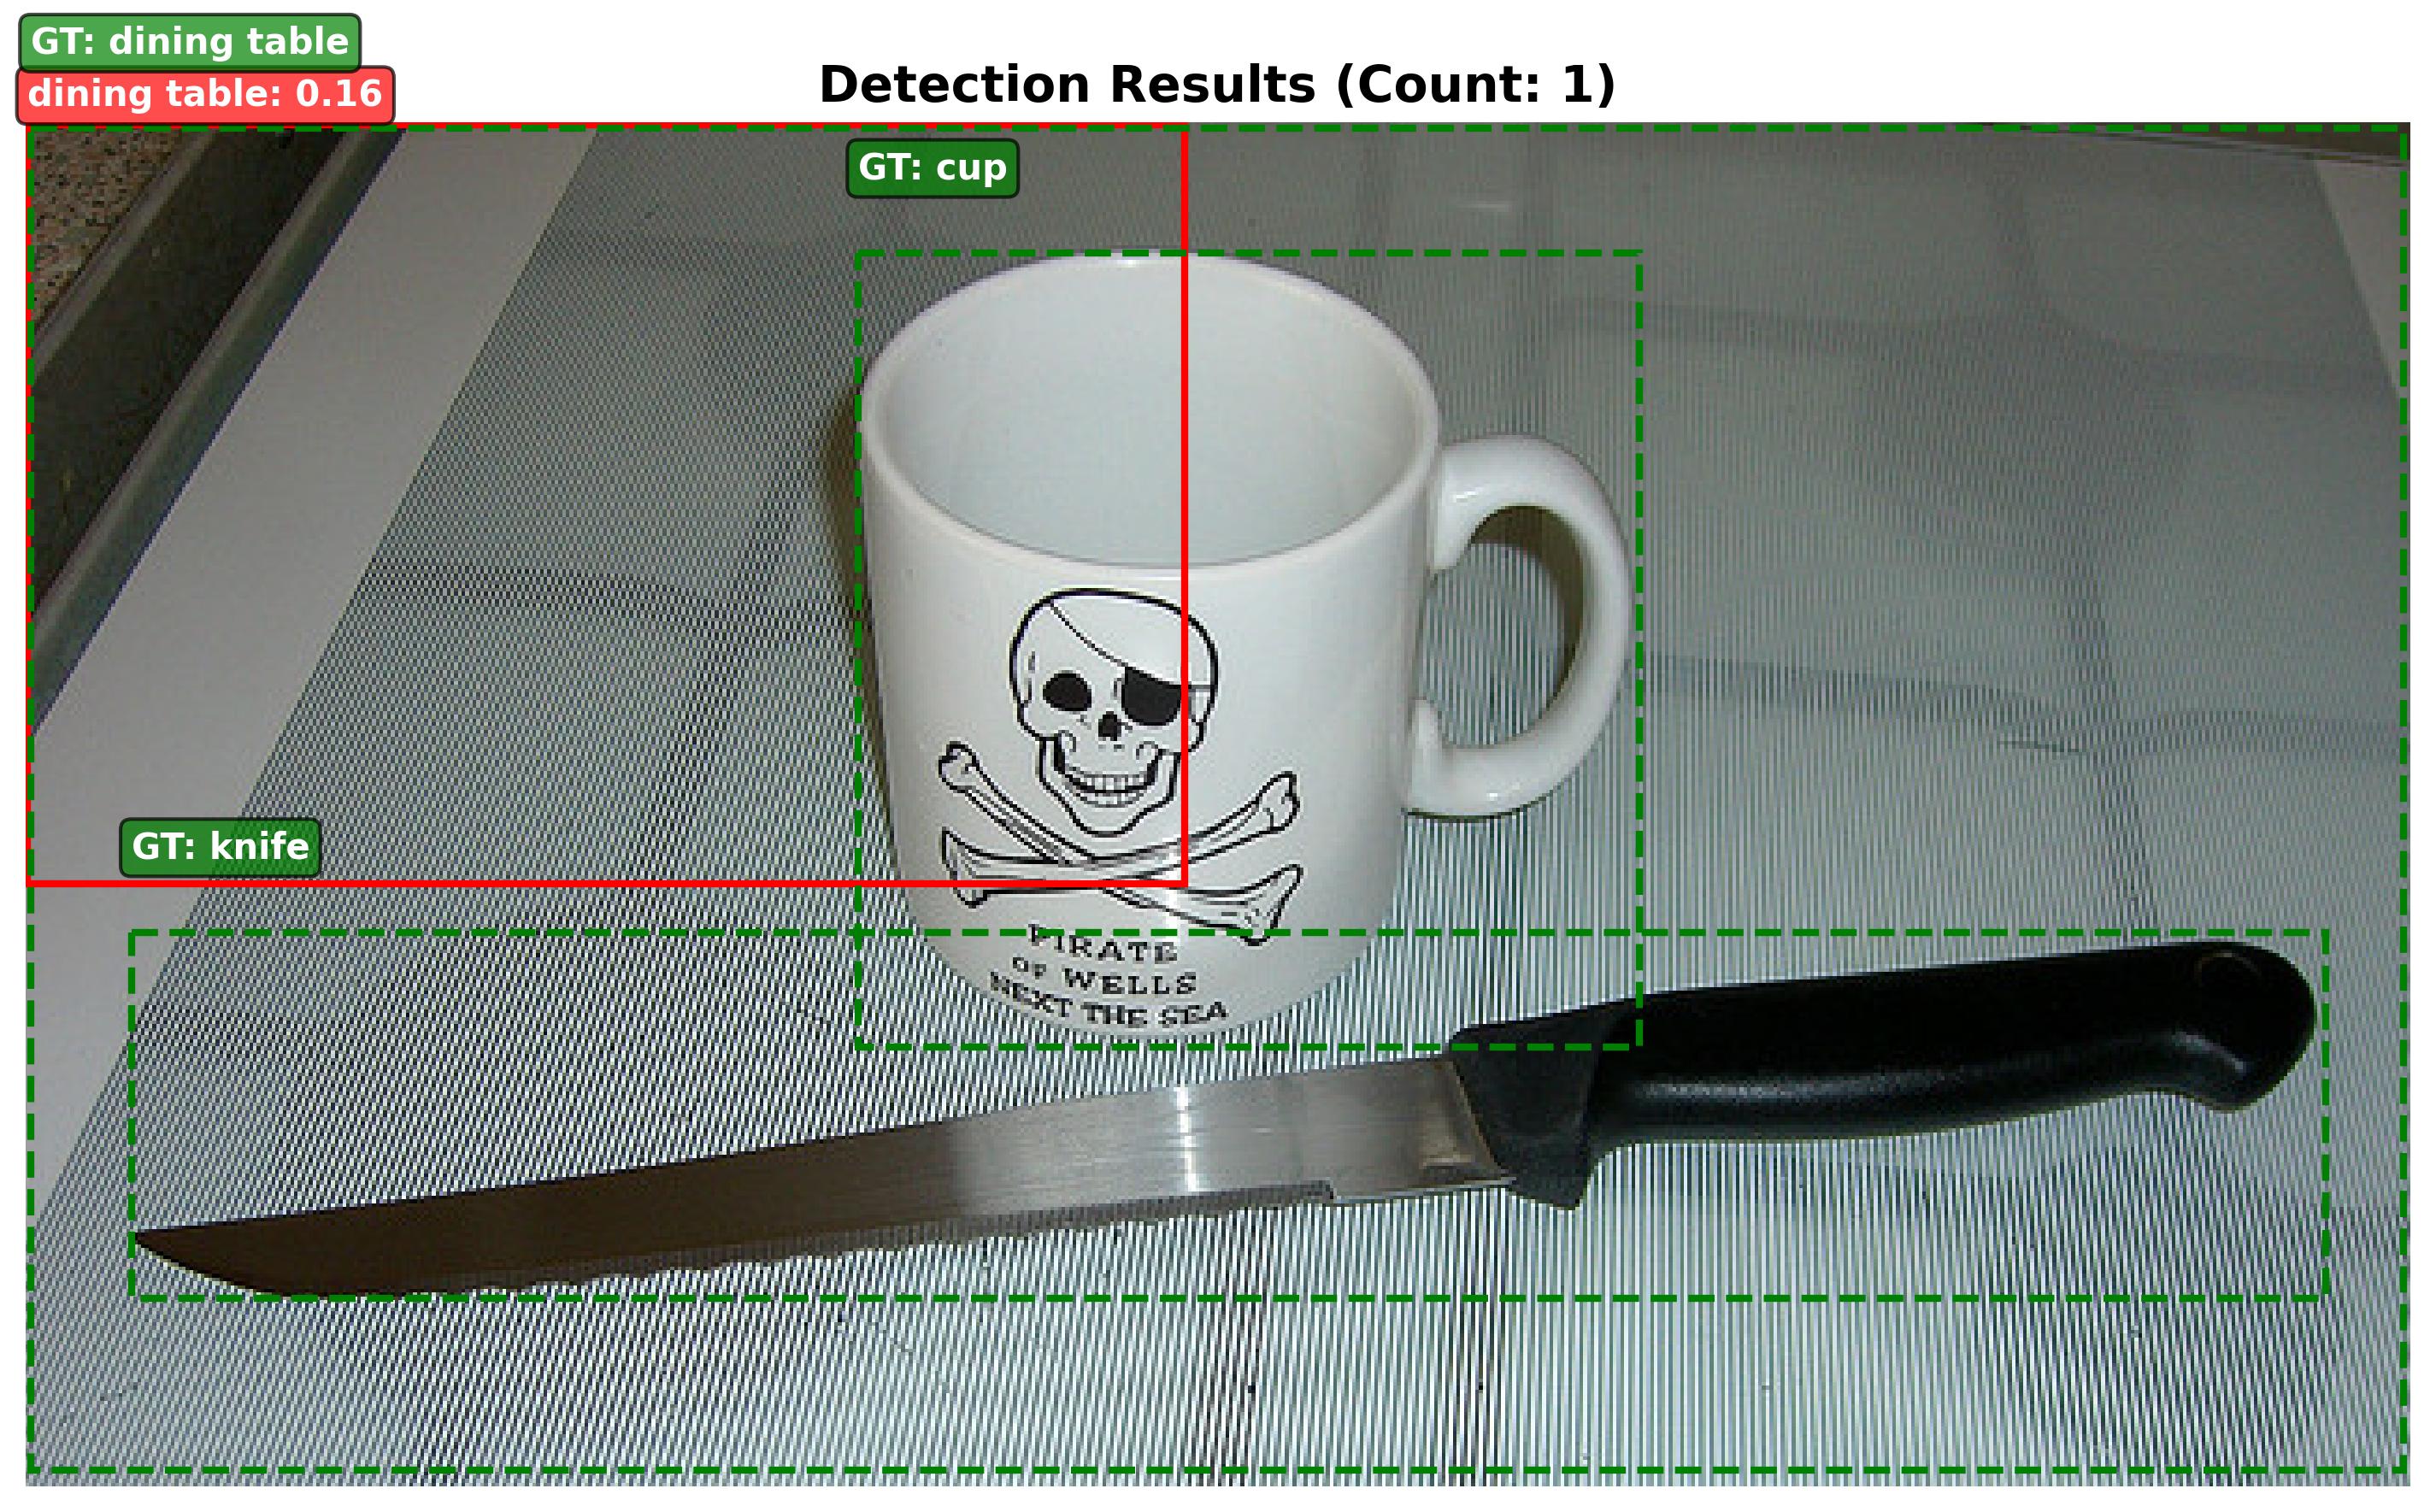 GT: dining table
dining table: 0.16
Detection Results (Count: 1)
GT: cup
GT: knife
PIRATE
OF WELLS
NEXT THE SEA